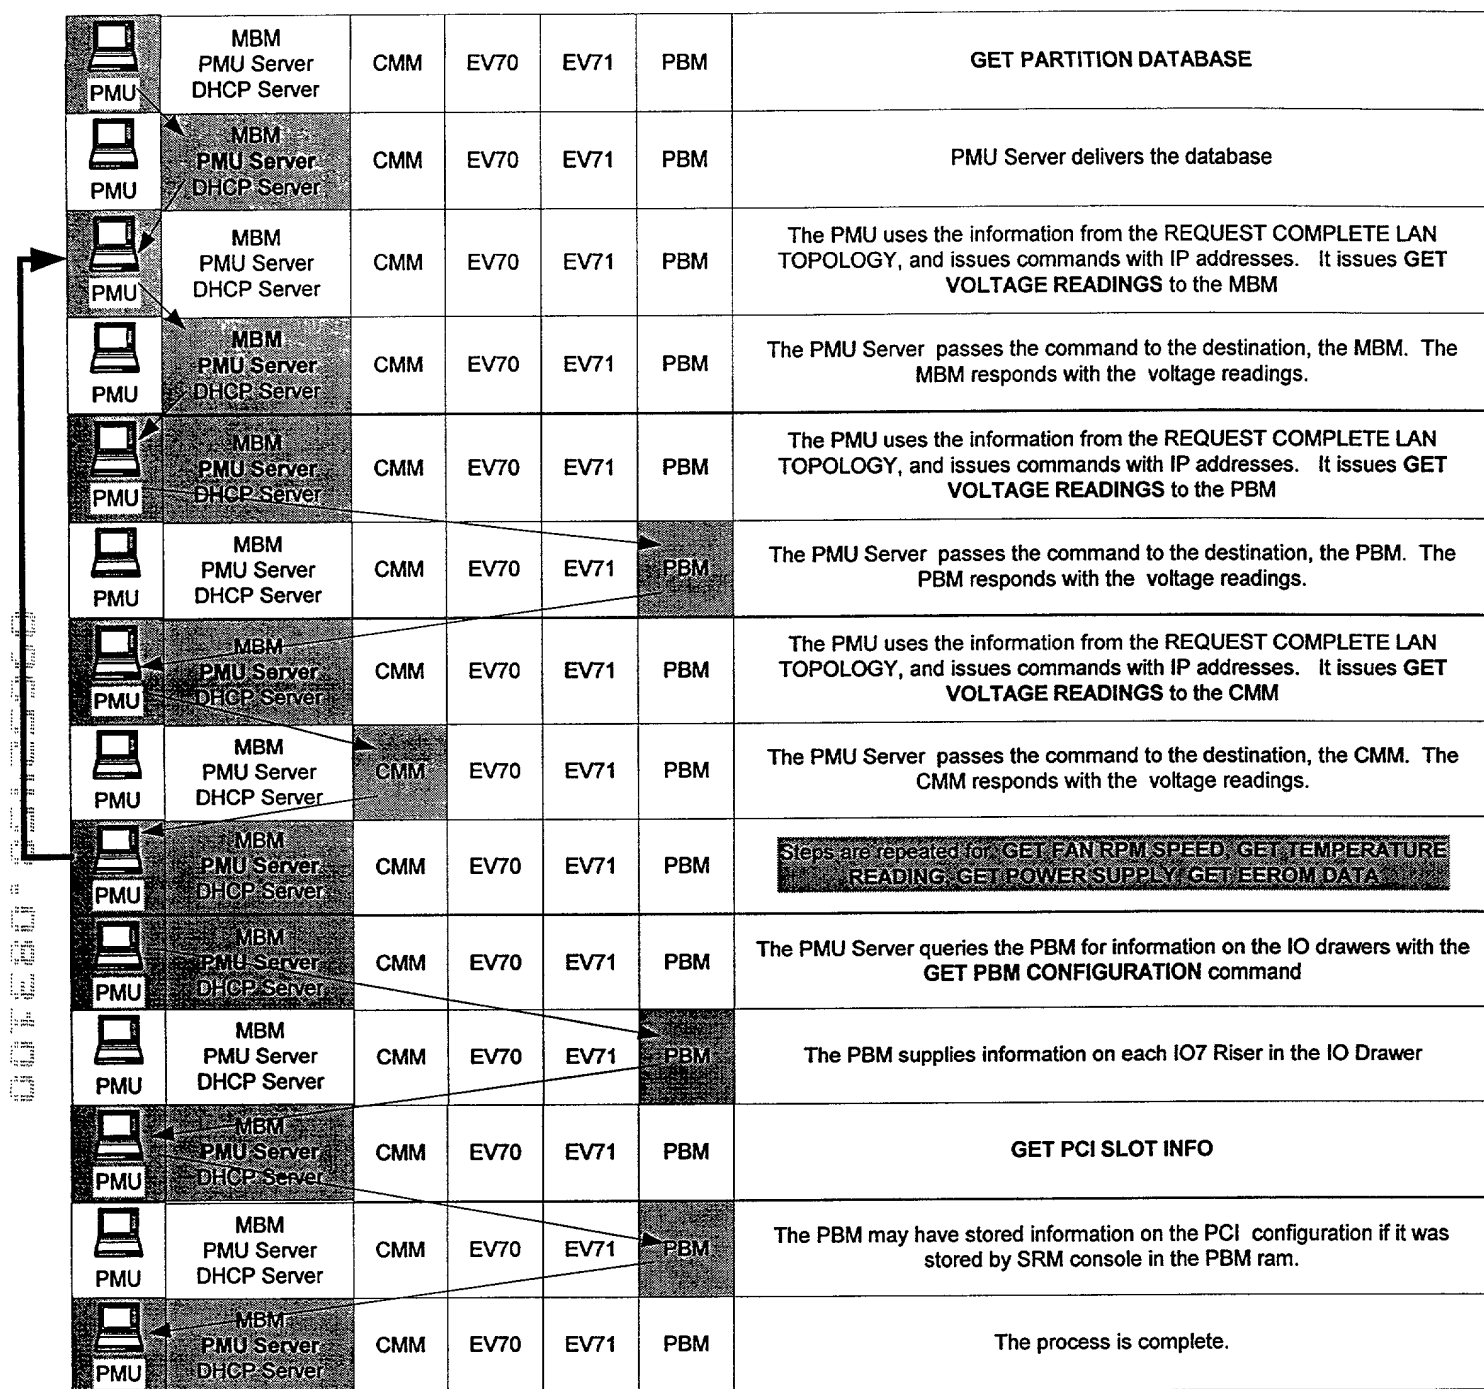 MBM
PMU Server
DHCP Server
PMU
CMM
EV70
EV71
PBM
GET PARTITION DATABASE
MBM
PMU Server
DHCP Server
PMU
CMM
EV70
EV71
PBM
PMU Server delivers the database
MBM
PMU Server
DHCP Server
PMU
CMM
EV70
EV71
PBM
The PMU uses the information from the REQUEST COMPLETE LAN
TOPOLOGY, and issues commands with IP addresses. It issues GET
VOLTAGE READINGS to the MBM
MBM
PMU Server
DHCP Server
PMU
CMM
EV70
EV71
PBM
The PMU Server passes the command to the destination, the MBM. The
MBM responds with the voltage readings.
MBM
PMU Server
DHCP Server
PMU
CMM
EV70
EV71
PBM
The PMU uses the information from the REQUEST COMPLETE LAN
TOPOLOGY, and issues commands with IP addresses. It issues GET
VOLTAGE READINGS to the PBM
MBM
PMU Server
DHCP Server
PMU
CMM
EV70
EV71
PBM
The PMU Server passes the command to the destination, the PBM. The
PBM responds with the voltage readings.
MBM
PMU Server
DHCP Server
PMU
CMM
EV70
EV71
PBM
The PMU uses the information from the REQUEST COMPLETE LAN
TOPOLOGY, and issues commands with IP addresses. It issues GET
VOLTAGE READINGS to the CMM
MBM
PMU Server
DHCP Server
PMU
CMM
EV70
EV71
PBM
The PMU Server passes the command to the destination, the CMM. The
CMM responds with the voltage readings.
MBM
PMU Server
DHCP Server
PMU
CMM
EV70
EV71
PBM
Steps are repeated for, GET FAN RPM SPEED, GET TEMPERATURE
READING, GET POWER SUPPLY/ GET EEROM DATA
MBM
PMU Server
DHCP Server
PMU
CMM
EV70
EV71
PBM
The PMU Server queries the PBM for information on the IO drawers with the
GET PBM CONFIGURATION command
MBM
PMU Server
DHCP Server
PMU
CMM
EV70
EV71
PBM
The PBM supplies information on each IO7 Riser in the IO Drawer
MBM
PMU Server
DHCP Server
PMU
CMM
EV70
EV71
PBM
GET PCI SLOT INFO
MBM
PMU Server
DHCP Server
PMU
CMM
EV70
EV71
PBM
The PBM may have stored information on the PCI configuration if it was
stored by SRM console in the PBM ram.
MBM
PMU Server
DHCP Server
PMU
CMM
EV70
EV71
PBM
The process is complete.